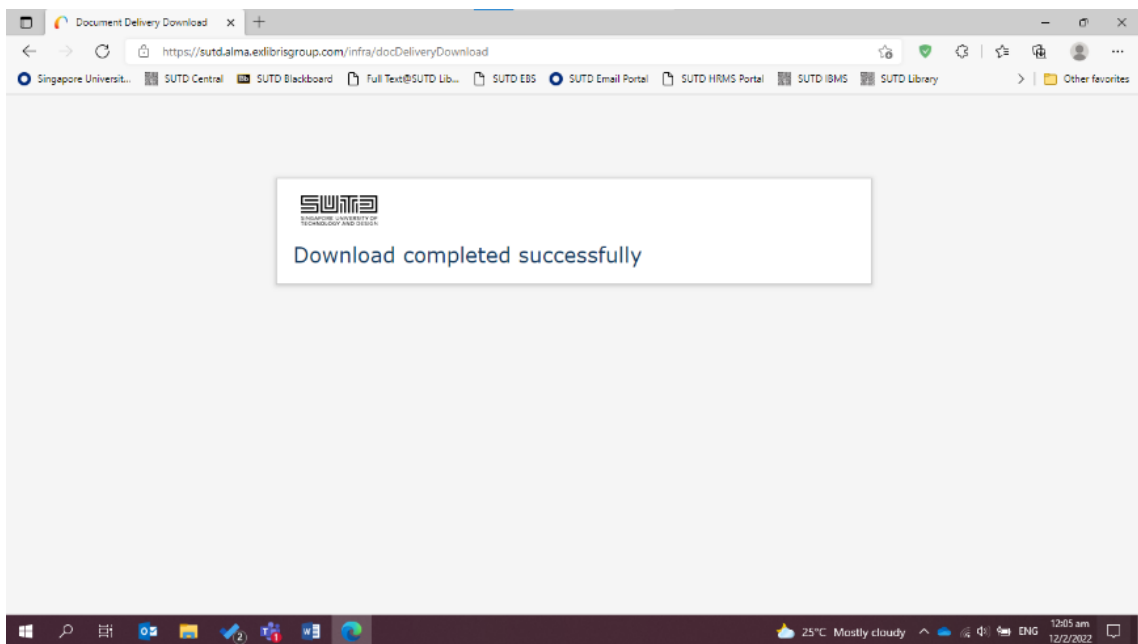 Document Delivery Download
https://sutd.alma.exlibrisgroup.com/infra/docDeliveryDownload
Singapore Universit... SUTD Central Bb SUTD Blackboard Full Text@SUTD Lib... SUTD EBS SUTD Email Portal SUTD HRMS Portal SUTD IBMS SUTD Library Other favorites
SUTD
SINGAPORE UNIVERSITY OF
TECHNOLOGY AND DESIGN
Download completed successfully
25°C Mostly cloudy ENG 12:05 am
12/2/2022